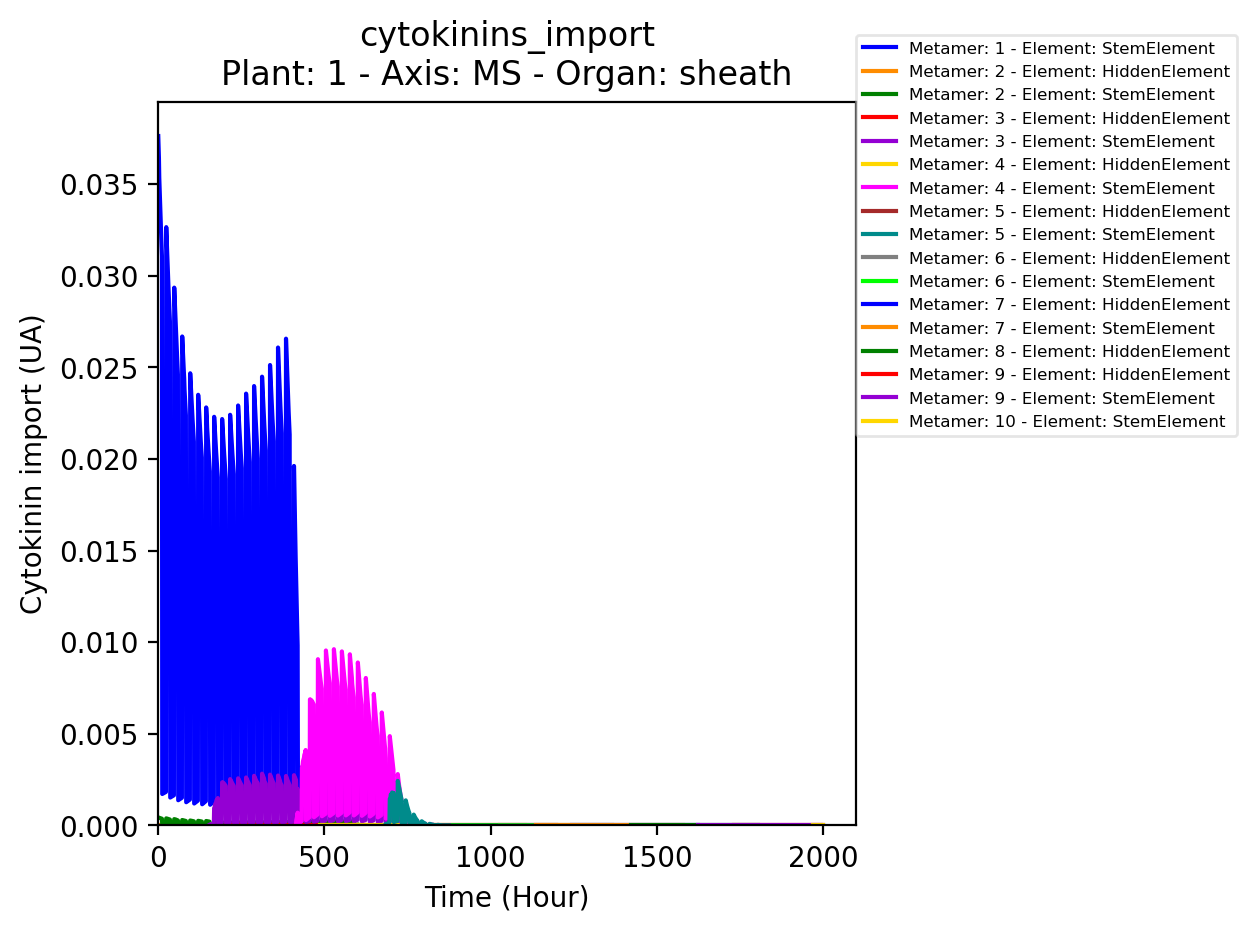 cytokinins_import
Plant: 1 - Axis: MS - Organ: sheath
Metamer: 1 - Element: StemElement
Metamer: 2 - Element: HiddenElement
Metamer: 2 - Element: StemElement
Metamer: 3 - Element: HiddenElement
Metamer: 3 - Element: StemElement
Metamer: 4 - Element: HiddenElement
Metamer: 4 - Element: StemElement
Metamer: 5 - Element: HiddenElement
Metamer: 5 - Element: StemElement
Metamer: 6 - Element: HiddenElement
Metamer: 6 - Element: StemElement
Metamer: 7 - Element: HiddenElement
Metamer: 7 - Element: StemElement
Metamer: 8 - Element: HiddenElement
Metamer: 9 - Element: HiddenElement
Metamer: 9 - Element: StemElement
Metamer: 10 - Element: StemElement
Cytokinin import (UA)
0.035
0.030
0.025
0.020
0.015
0.010
0.005
0.000
0 500 1000 1500 2000
Time (Hour)